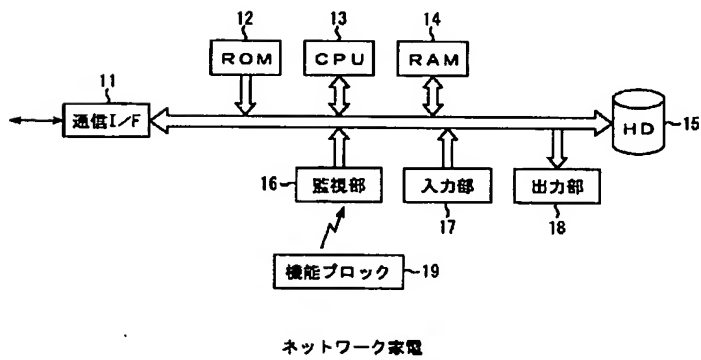 12
13
14
ROM
CPU
RAM
11
通信I/F
HD
15
16
監視部
入力部
出力部
17
18
機能ブロック
19
ネットワーク家電